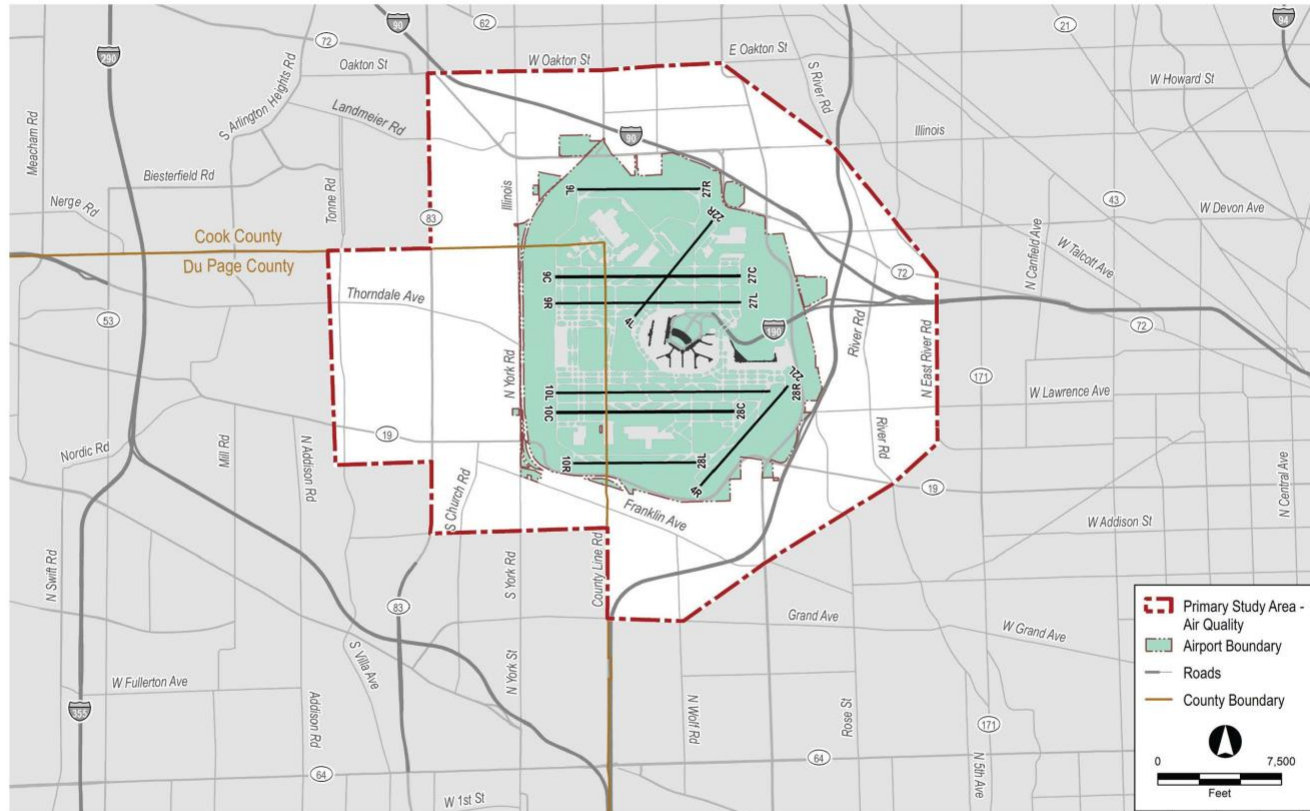 90
62
21
94
290
72
Oakton St
W Oakton St
E Oakton St
S River Rd
W Howard St
S Arlington Heights Rd
Meacham Rd
Landmeier Rd
90
Illinois
Biesterfield Rd
Tonne Rd
Illinois
9L
27R
22R
43
Nerge Rd
83
W Devon Ave
N Canfield Ave
W Talcott Ave
Cook County
Du Page County
72
9C
27C
Thorndale Ave
9R
27L
4L
53
190
72
River Rd
N East River Rd
N York Rd
22L
171
10L
28R
W Lawrence Ave
10C
28C
Nordic Rd
Mill Rd
N Addison Rd
19
S Church Rd
River Rd
10R
28L
4R
19
N Central Ave
Franklin Ave
W Addison St
N Swift Rd
S York Rd
County Line Rd
83
Grand Ave
W Grand Ave
S Villa Ave
N York St
W Fullerton Ave
355
Addison Rd
N Wolf Rd
Rose St
171
N 5th Ave
64
64
W 1st St
Primary Study Area -
Air Quality
Airport Boundary
Roads
County Boundary
0 7,500
Feet